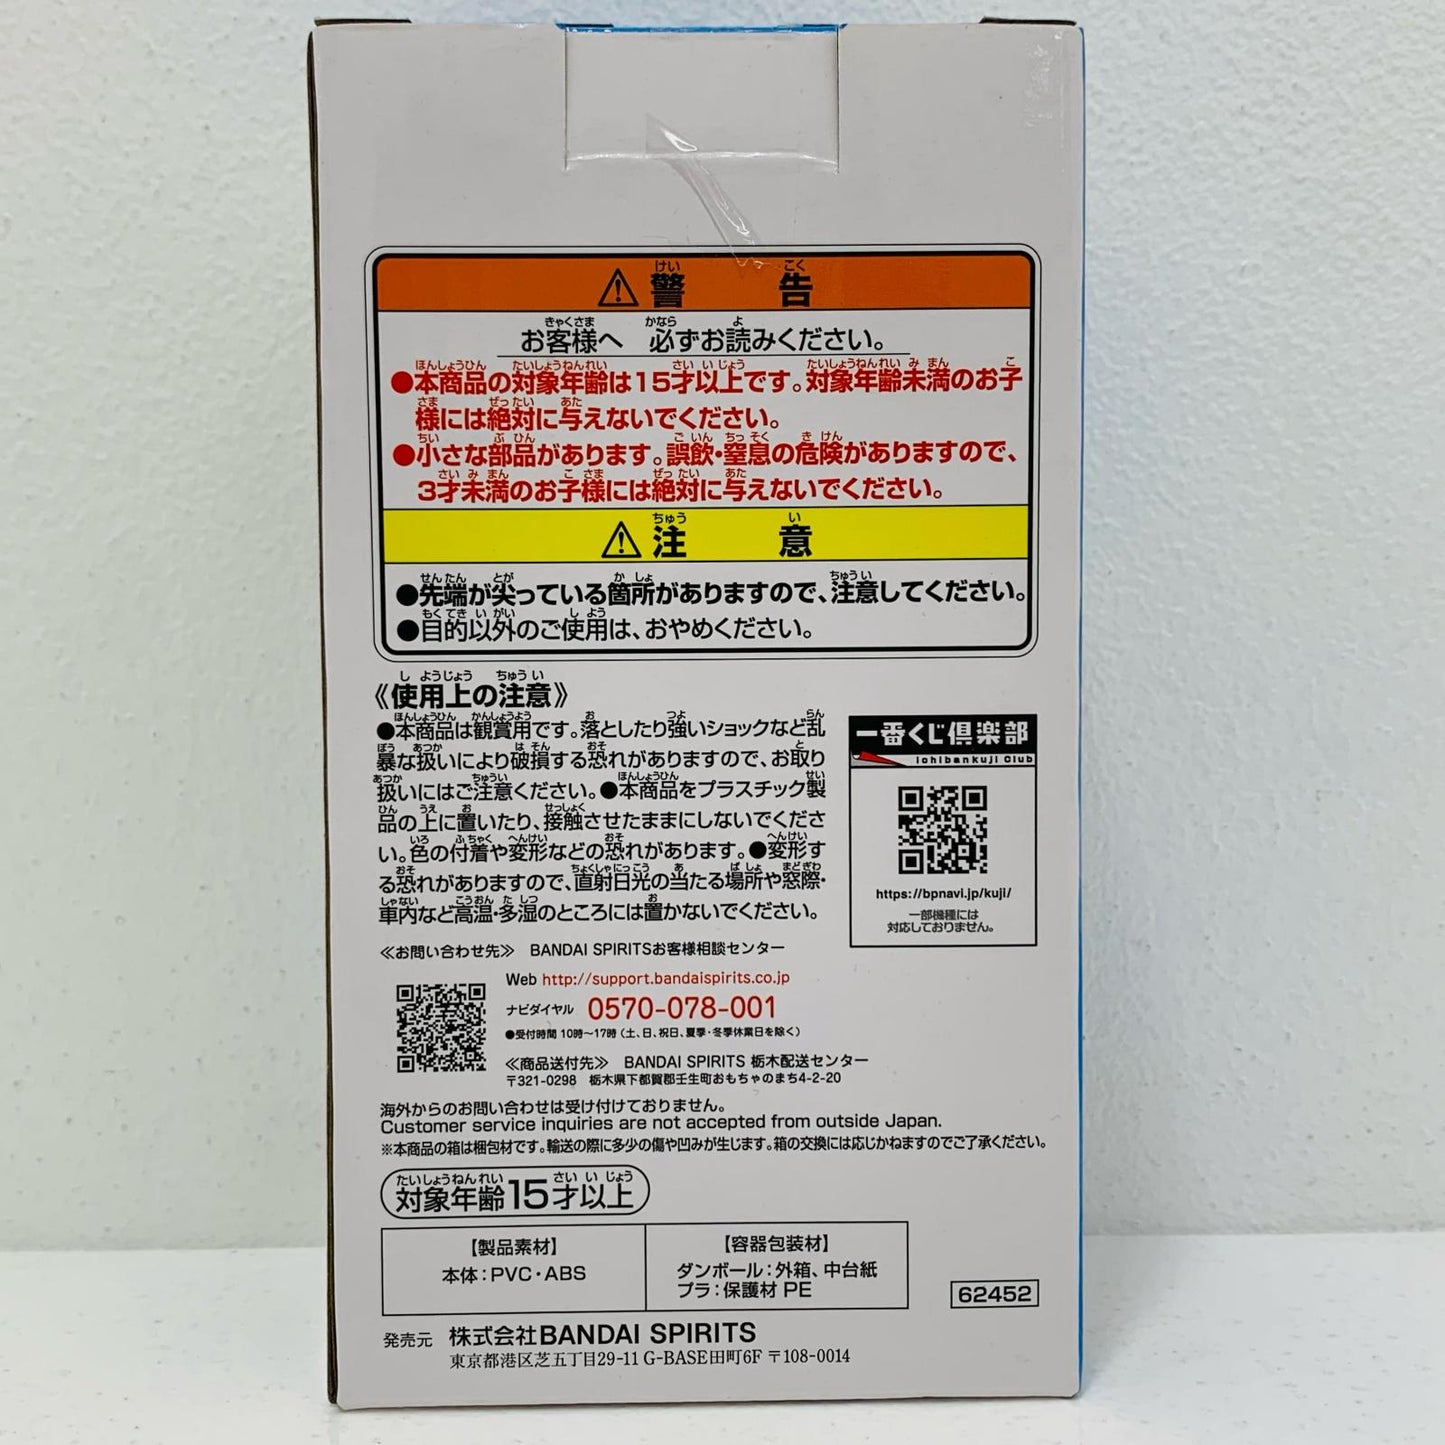 警告
お客様へ 必ずお読みください。
●本商品の対象年齢は15才以上です。対象年齢未満のお子
様には絶対に与えないでください。
●小さな部品があります。誤飲・窒息の危険がありますので、
3才未満のお子様には絶対に与えないでください。
注意
●先端が尖っている箇所がありますので、注意してください。
●目的以外のご使用は、おやめください。
《使用上の注意》
●本商品は観賞用です。落としたり強いショックなど乱
暴な扱いにより破損する恐れがありますので、お取り
扱いにはご注意ください。●本商品をプラスチック製
品の上に置いたり、接触させたままにしないでくださ
い。色の付着や変形などの恐れがあります。●変形す
る恐れがありますので、直射日光の当たる場所や窓際・
車内など高温・多湿のところには置かないでください。
一番くじ倶楽部
Ichibankuji Club
https://bpnavi.jp/kuji/
一部機種には
対応しておりません。
≪お問い合わせ先≫ BANDAI SPIRITSお客様相談センター
Web http://support.bandaispirits.co.jp
ナビダイヤル 0570-078-001
●受付時間 10時〜17時（土、日、祝日、夏季・冬季休業日を除く）
≪商品送付先≫ BANDAI SPIRITS 栃木配送センター
〒321-0298 栃木県下都賀郡壬生町おもちゃのまち4-2-20
海外からのお問い合わせは受け付けておりません。
Customer service inquiries are not accepted from outside Japan.
※本商品の箱は梱包材です。輸送の際に多少の傷や凹みが生じます。箱の交換には応じかねますのでご了承ください。
対象年齢15才以上
【製品素材】
本体：PVC・ABS
【容器包装材】
ダンボール：外箱、中台紙
プラ：保護材 PE
62452
発売元 株式会社BANDAI SPIRITS
東京都港区芝五丁目29-11 G-BASE田町6F 〒108-0014